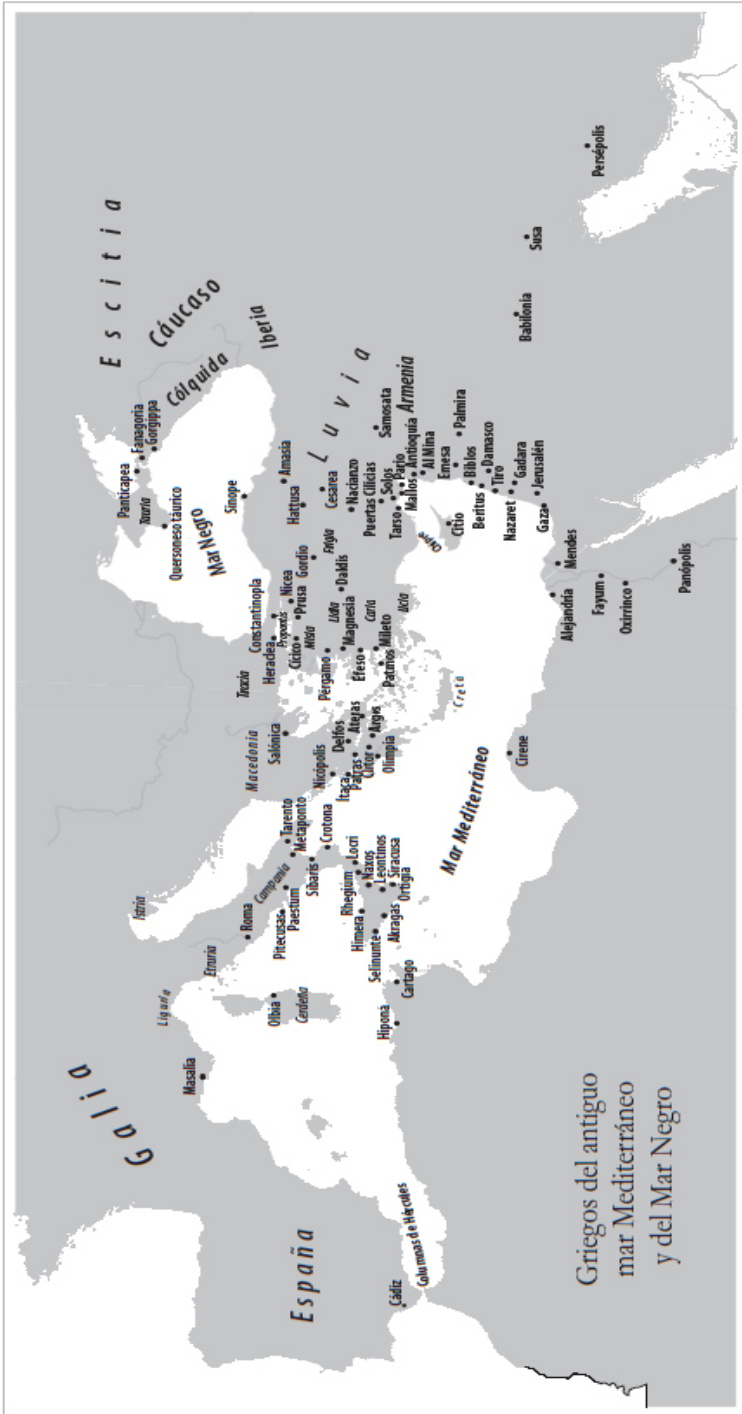 Escitia
Cáucaso
Cólquida
Iberia
Fanagoria
Gorgippa
Panticapea
Tauria
Quersoneso táurico
Mar Negro
Sinope
Amasia
Hattusa
Luvia
Armenia
Samosata
Cesarea
Nacianzo
Puertas Cilicias
Solos
Tarso
Mallos
Antioquía
Al Mina
Emesa
Palmira
Biblos
Beritus
Damasco
Tiro
Nazaret
Gadara
Jerusalén
Gaza
Babilonia
Susa
Persépolis
Citio
Constantinopla
Heraclea
Propontis
Nicea
Prusa
Cícico
Misia
Gordio
Frigia
Lidia
Daldis
Pérgamo
Magnesia
Caria
Éfeso
Mileto
Licia
Patmos
Tracia
Macedonia
Salónica
Nicópolis
Delfos
Atenas
Ítaca
Patras
Argos
Olimpia
Creta
Mar Mediterráneo
Cirene
Alejandría
Mendes
Fayum
Oxirrinco
Panópolis
Istria
Liguria
Etruria
Roma
Campania
Pitecusas
Paestum
Tarento
Metaponto
Síbaris
Crotona
Locri
Rhegium
Naxos
Leontinos
Siracusa
Ortigia
Himera
Akragas
Selinunte
Cartago
Hipona
Olbia
Cerdeña
Galia
Masalia
España
Cádiz
Columnas de Hércules
Griegos del antiguo
mar Mediterráneo
y del Mar Negro